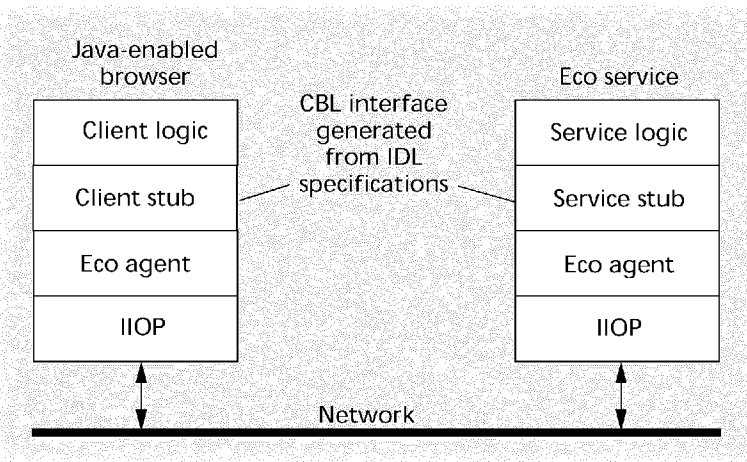 Java-enabled
browser
Client logic
Client stub
Eco agent
IIOP
CBL interface
generated
from IDL
specifications
Eco service
Service logic
Service stub
Eco agent
IIOP
Network